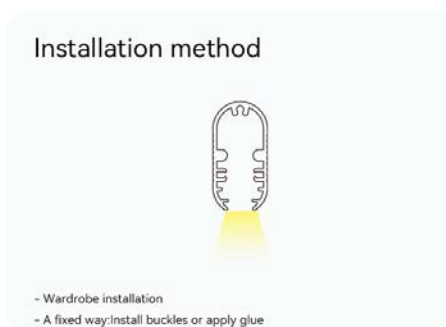 Installation method
- Wardrobe installation
- A fixed way:Install buckles or apply glue